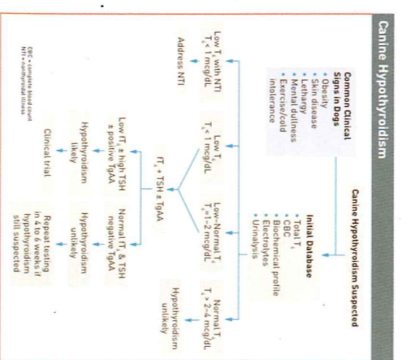 Canine Hypothyroidism
Canine Hypothyroidism Suspected
Common Clinical
Signs in Dogs
• Obesity
• Skin disease
• Lethargy
• Mental dullness
• Exercise/cold
intolerance
Initial Database
• Total T₄
• CBC
• Biochemical profile
• Electrolytes
• Urinalysis
Low T₄ with NTI
T₄< 1 mcg/dL
Low T₄
T₄< 1 mcg/dL
Low-Normal T₄
T₄=1-2 mcg/dL
Normal T₄
T₄ > 2-4 mcg/dL
Address NTI
fT₄ + TSH ± TgAA
Hypothyroidism
unlikely
Low fT₄ ± high TSH
± positive TgAA
Normal fT₄ & TSH
negative TgAA
Hypothyroidism
likely
Hypothyroidism
unlikely
Clinical trial
Repeat testing
in 4 to 6 weeks if
hypothyroidism
still suspected
CBC = complete blood count
NTI = nonthyroidal illness